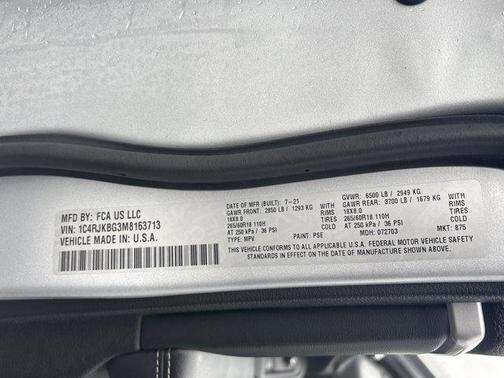 MFD BY: FCA US LLC
VIN: 1C4RJKBG3M8163713
VEHICLE MADE IN: U.S.A.
DATE OF MFR (BUILT): 7-21
GAWR FRONT: 2850 LB / 1293 KG WITH
18X8.0 RIMS
265/60R18 110H TIRES
AT 250 kPa / 36 PSI COLD
TYPE: MPV PAINT: PSE
GVWR: 6500 LB / 2949 KG
GAWR REAR: 3700 LB / 1679 KG WITH
18X8.0 RIMS
265/60R18 110H TIRES
AT 250 kPa / 36 PSI COLD
MDH: 072703 MKT: 875
THIS VEHICLE CONFORMS TO ALL APPLICABLE U.S.A. FEDERAL MOTOR VEHICLE SAFETY
STANDARDS IN EFFECT ON THE DATE OF MANUFACTURE SHOWN ABOVE.